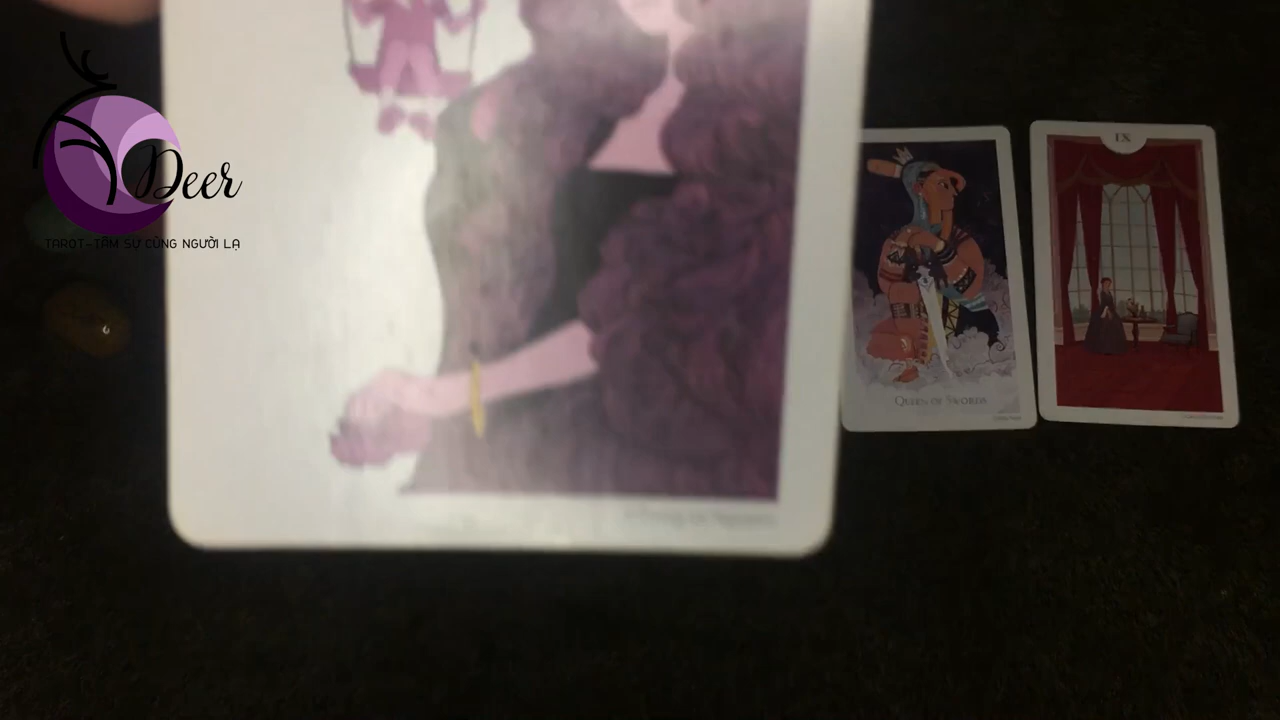 Deer
TAROT-TÂM SỰ CÙNG NGƯỜI LẠ
QUEEN OF SWORDS
IX